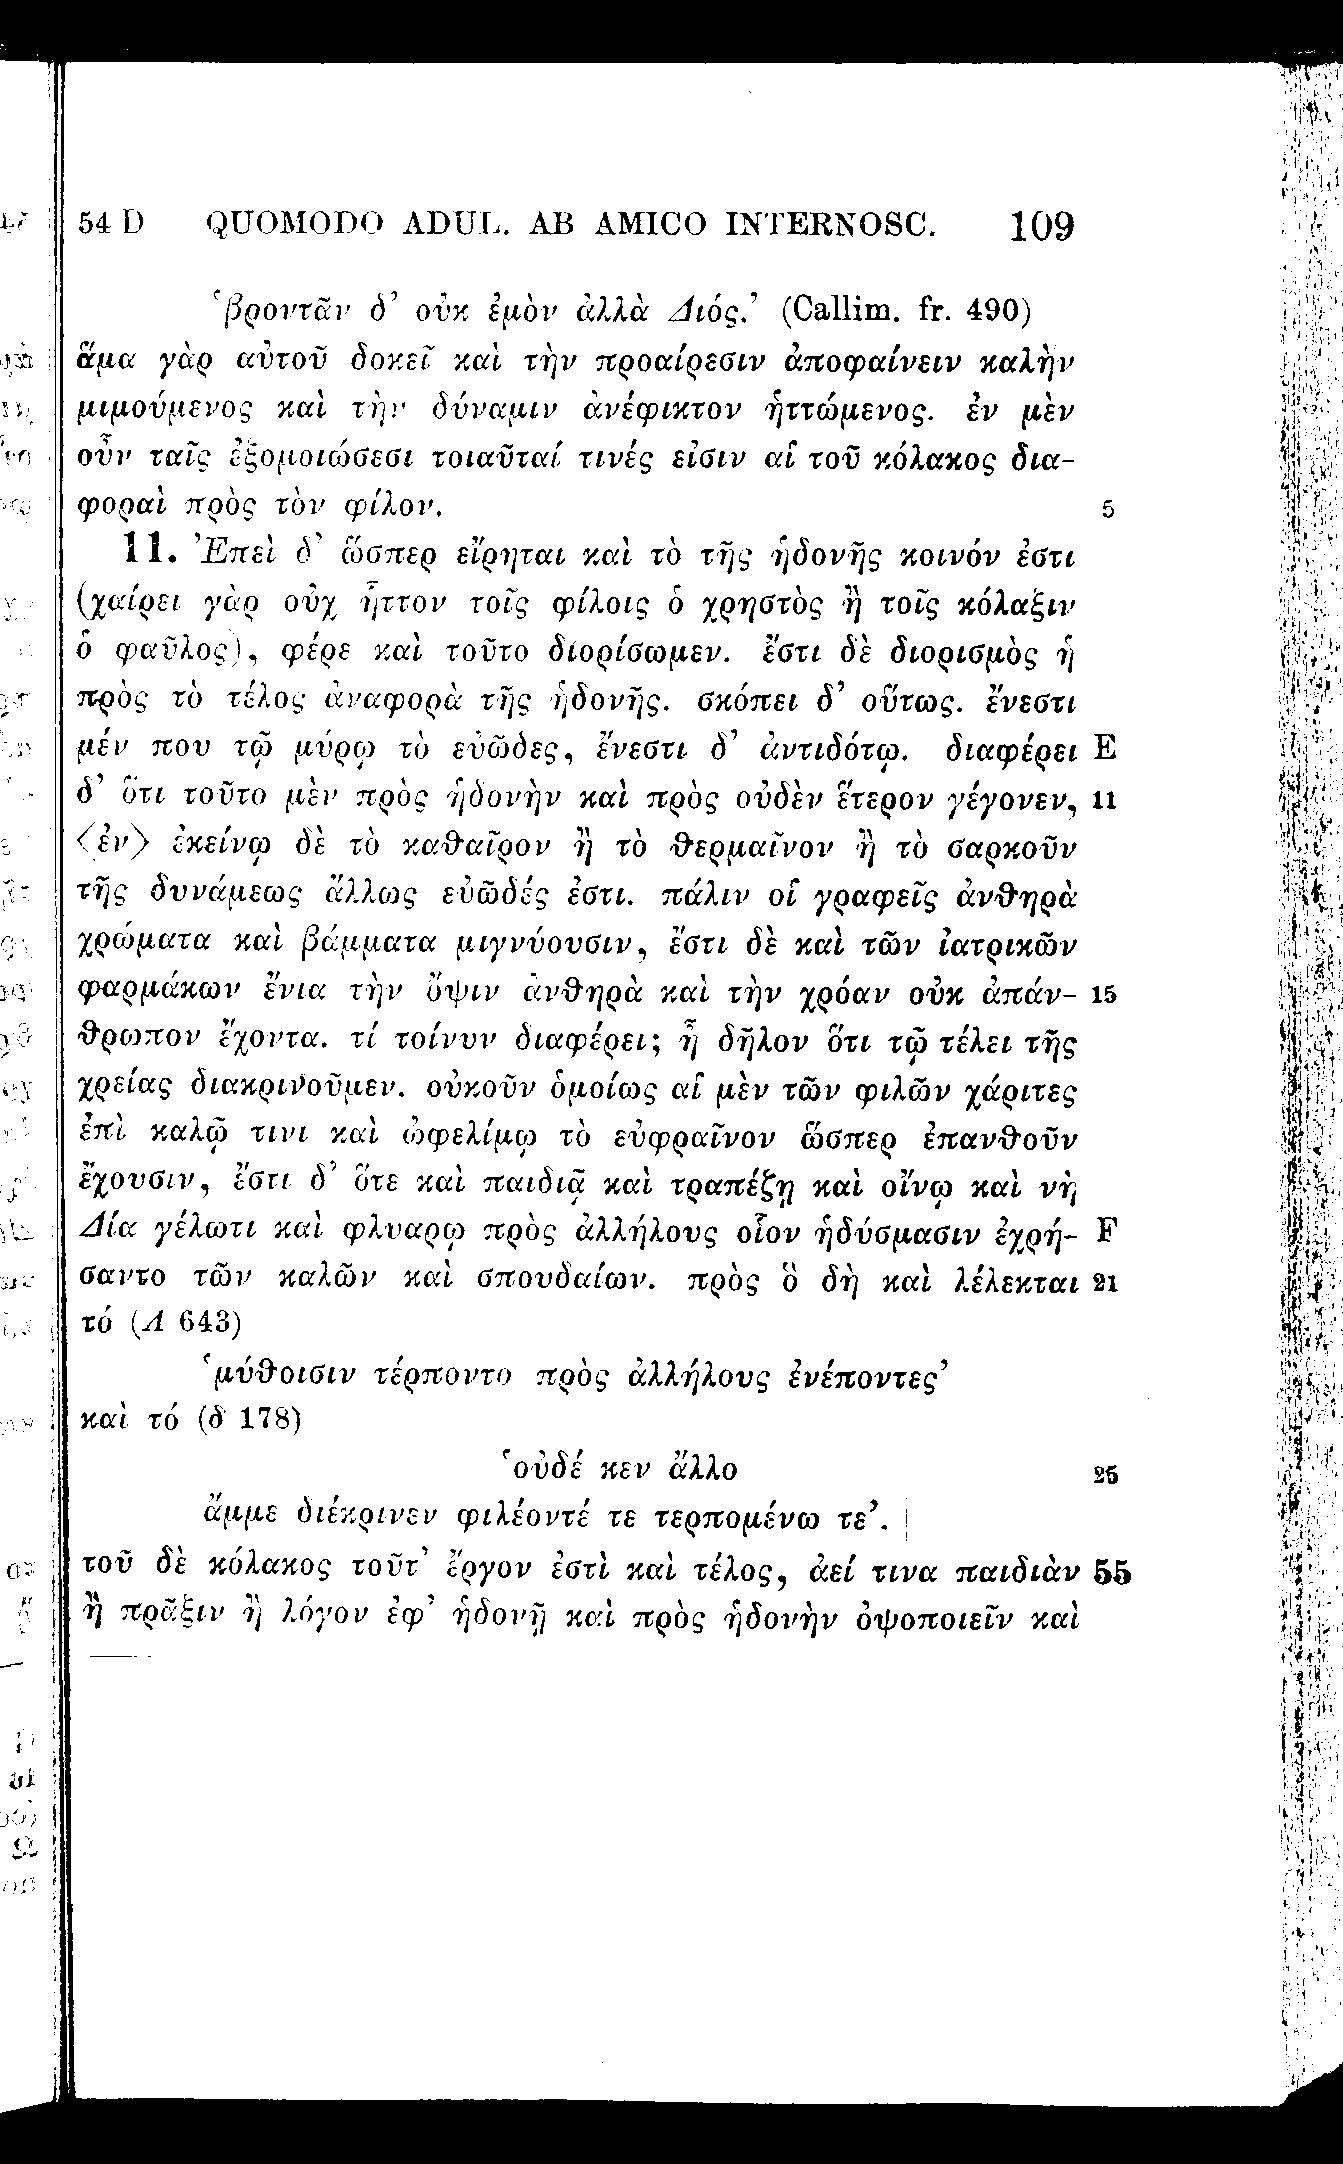 54 D QUOMODO ADUL. AB AMICO INTERNOSC. 109
‘βροντᾶν δ’ οὐκ ἐμὸν ἀλλὰ Διός.’ (Callim. fr. 490)
ἅμα γὰρ αὑτοῦ δοκεῖ καὶ τὴν προαίρεσιν ἀποφαίνειν καλὴν
μιμούμενος καὶ τὴν δύναμιν ἀνέφικτον ἡττώμενος. ἐν μὲν
οὖν ταῖς ἐξομοιώσεσι τοιαῦταί τινές εἰσιν αἱ τοῦ κόλακος δια-
φοραὶ πρὸς τὸν φίλον. 5
11. Ἐπεὶ δ’ ὥσπερ εἴρηται καὶ τὸ τῆς ἡδονῆς κοινόν ἐστι
(χαίρει γὰρ οὐχ ἧττον τοῖς φίλοις ὁ χρηστὸς ἢ τοῖς κόλαξιν
ὁ φαῦλος), φέρε καὶ τοῦτο διορίσωμεν. ἔστι δὲ διορισμὸς ἡ
πρὸς τὸ τέλος ἀναφορὰ τῆς ἡδονῆς. σκόπει δ’ οὕτως. ἔνεστι
μέν που τῷ μύρῳ τὸ εὐῶδες, ἔνεστι δ’ ἀντιδότῳ. διαφέρει E
δ’ ὅτι τοῦτο μὲν πρὸς ἡδονὴν καὶ πρὸς οὐδὲν ἕτερον γέγονεν, 11
〈ἐν〉 ἐκείνῳ δὲ τὸ καθαῖρον ἢ τὸ θερμαῖνον ἢ τὸ σαρκοῦν
τῆς δυνάμεως ἄλλως εὐῶδές ἐστι. πάλιν οἱ γραφεῖς ἀνθηρὰ
χρώματα καὶ βάμματα μιγνύουσιν, ἔστι δὲ καὶ τῶν ἰατρικῶν
φαρμάκων ἔνια τὴν ὄψιν ἀνθηρὰ καὶ τὴν χρόαν οὐκ ἀπάν- 15
θρωπον ἔχοντα. τί τοίνυν διαφέρει; ἦ δῆλον ὅτι τῷ τέλει τῆς
χρείας διακρινοῦμεν. οὐκοῦν ὁμοίως αἱ μὲν τῶν φιλῶν χάριτες
ἐπὶ καλῷ τινι καὶ ὠφελίμῳ τὸ εὐφραῖνον ὥσπερ ἐπανθοῦν
ἔχουσιν, ἔστι δ’ ὅτε καὶ παιδιᾷ καὶ τραπέζῃ καὶ οἴνῳ καὶ νὴ
Δία γέλωτι καὶ φλυαρῳ πρὸς ἀλλήλους οἷον ἡδύσμασιν ἐχρή- F
σαντο τῶν καλῶν καὶ σπουδαίων. πρὸς ὃ δὴ καὶ λέλεκται 21
τό (Λ 643)
‘μύθοισιν τέρποντο πρὸς ἀλλήλους ἐνέποντες’
καὶ τό (δ 178)
‘οὐδέ κεν ἄλλο 25
ἄμμε διέκρινεν φιλέοντέ τε τερπομένω τε’. |
τοῦ δὲ κόλακος τοῦτ’ ἔργον ἐστὶ καὶ τέλος, ἀεί τινα παιδιὰν 55
ἢ πρᾶξιν ἢ λόγον ἐφ’ ἡδονῇ καὶ πρὸς ἡδονὴν ὀψοποιεῖν καὶ